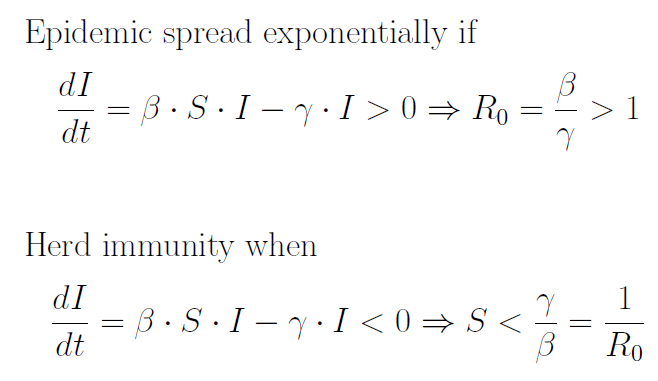 Epidemic spread exponentially if
dI/dt = β · S · I − γ · I > 0 ⇒ R₀ = β/γ > 1
Herd immunity when
dI/dt = β · S · I − γ · I < 0 ⇒ S < γ/β = 1/R₀